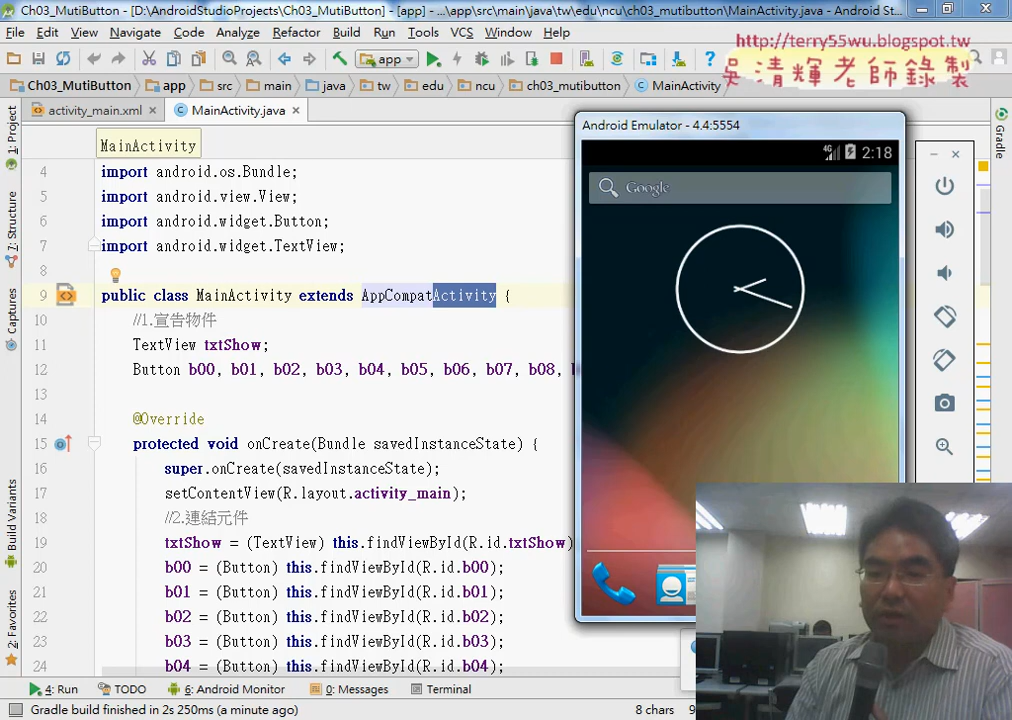 Ch03_MutiButton - [D:\AndroidStudioProjects\Ch03_MutiButton] - [app] - ...\app\src\main\java\tw\edu\ncu\ch03_mutibutton\MainActivity.java - Android St...
File Edit View Navigate Code Analyze Refactor Run Tools VCS Window Help
http://terry55wu.blogspot.tw
app
吳清輝老師錄製
Ch03_MutiButton app src main java tw edu ncu ch03_mutibutton MainActivity
activity_main.xml MainActivity.java
1: Project
7: Structure
Captures
Build Variants
2: Favorites
Gradle
MainActivity
4 import android.os.Bundle;
5 import android.view.View;
6 import android.widget.Button;
7 import android.widget.TextView;
8
9 public class MainActivity extends AppCompatActivity {
10 //1.宣告物件
11 TextView txtShow;
12 Button b00, b01, b02, b03, b04, b05, b06, b07, b08,
13
14 @Override
15 protected void onCreate(Bundle savedInstanceState) {
16 super.onCreate(savedInstanceState);
17 setContentView(R.layout.activity_main);
18 //2.連結元件
19 txtShow = (TextView) this.findViewById(R.id.txtShow)
20 b00 = (Button) this.findViewById(R.id.b00);
21 b01 = (Button) this.findViewById(R.id.b01);
22 b02 = (Button) this.findViewById(R.id.b02);
23 b03 = (Button) this.findViewById(R.id.b03);
24 b04 = (Button) this.findViewById(R.id.b04);
Android Emulator - 4.4:5554
4G 2:18
Google
4: Run TODO 6: Android Monitor 0: Messages Terminal
Gradle build finished in 2s 250ms (a minute ago) 8 chars